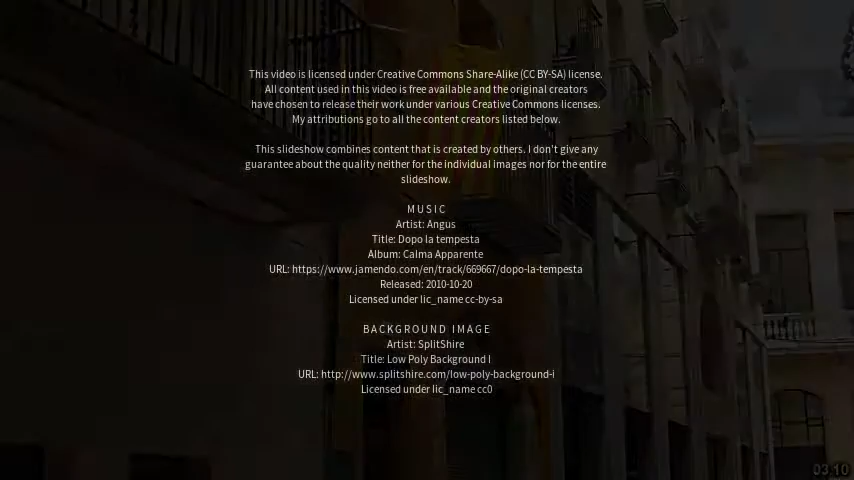 This video is licensed under Creative Commons Share-Alike (CC BY-SA) license.
All content used in this video is free available and the original creators
have chosen to release their work under various Creative Commons licenses.
My attributions go to all the content creators listed below.
This slideshow combines content that is created by others. I don't give any
guarantee about the quality neither for the individual images nor for the entire
slideshow.
MUSIC
Artist: Angus
Title: Dopo la tempesta
Album: Calma Apparente
URL: https://www.jamendo.com/en/track/669667/dopo-la-tempesta
Released: 2010-10-20
Licensed under lic_name cc-by-sa
BACKGROUND IMAGE
Artist: SplitShire
Title: Low Poly Background I
URL: http://www.splitshire.com/low-poly-background-i
Licensed under lic_name cc0
03.10